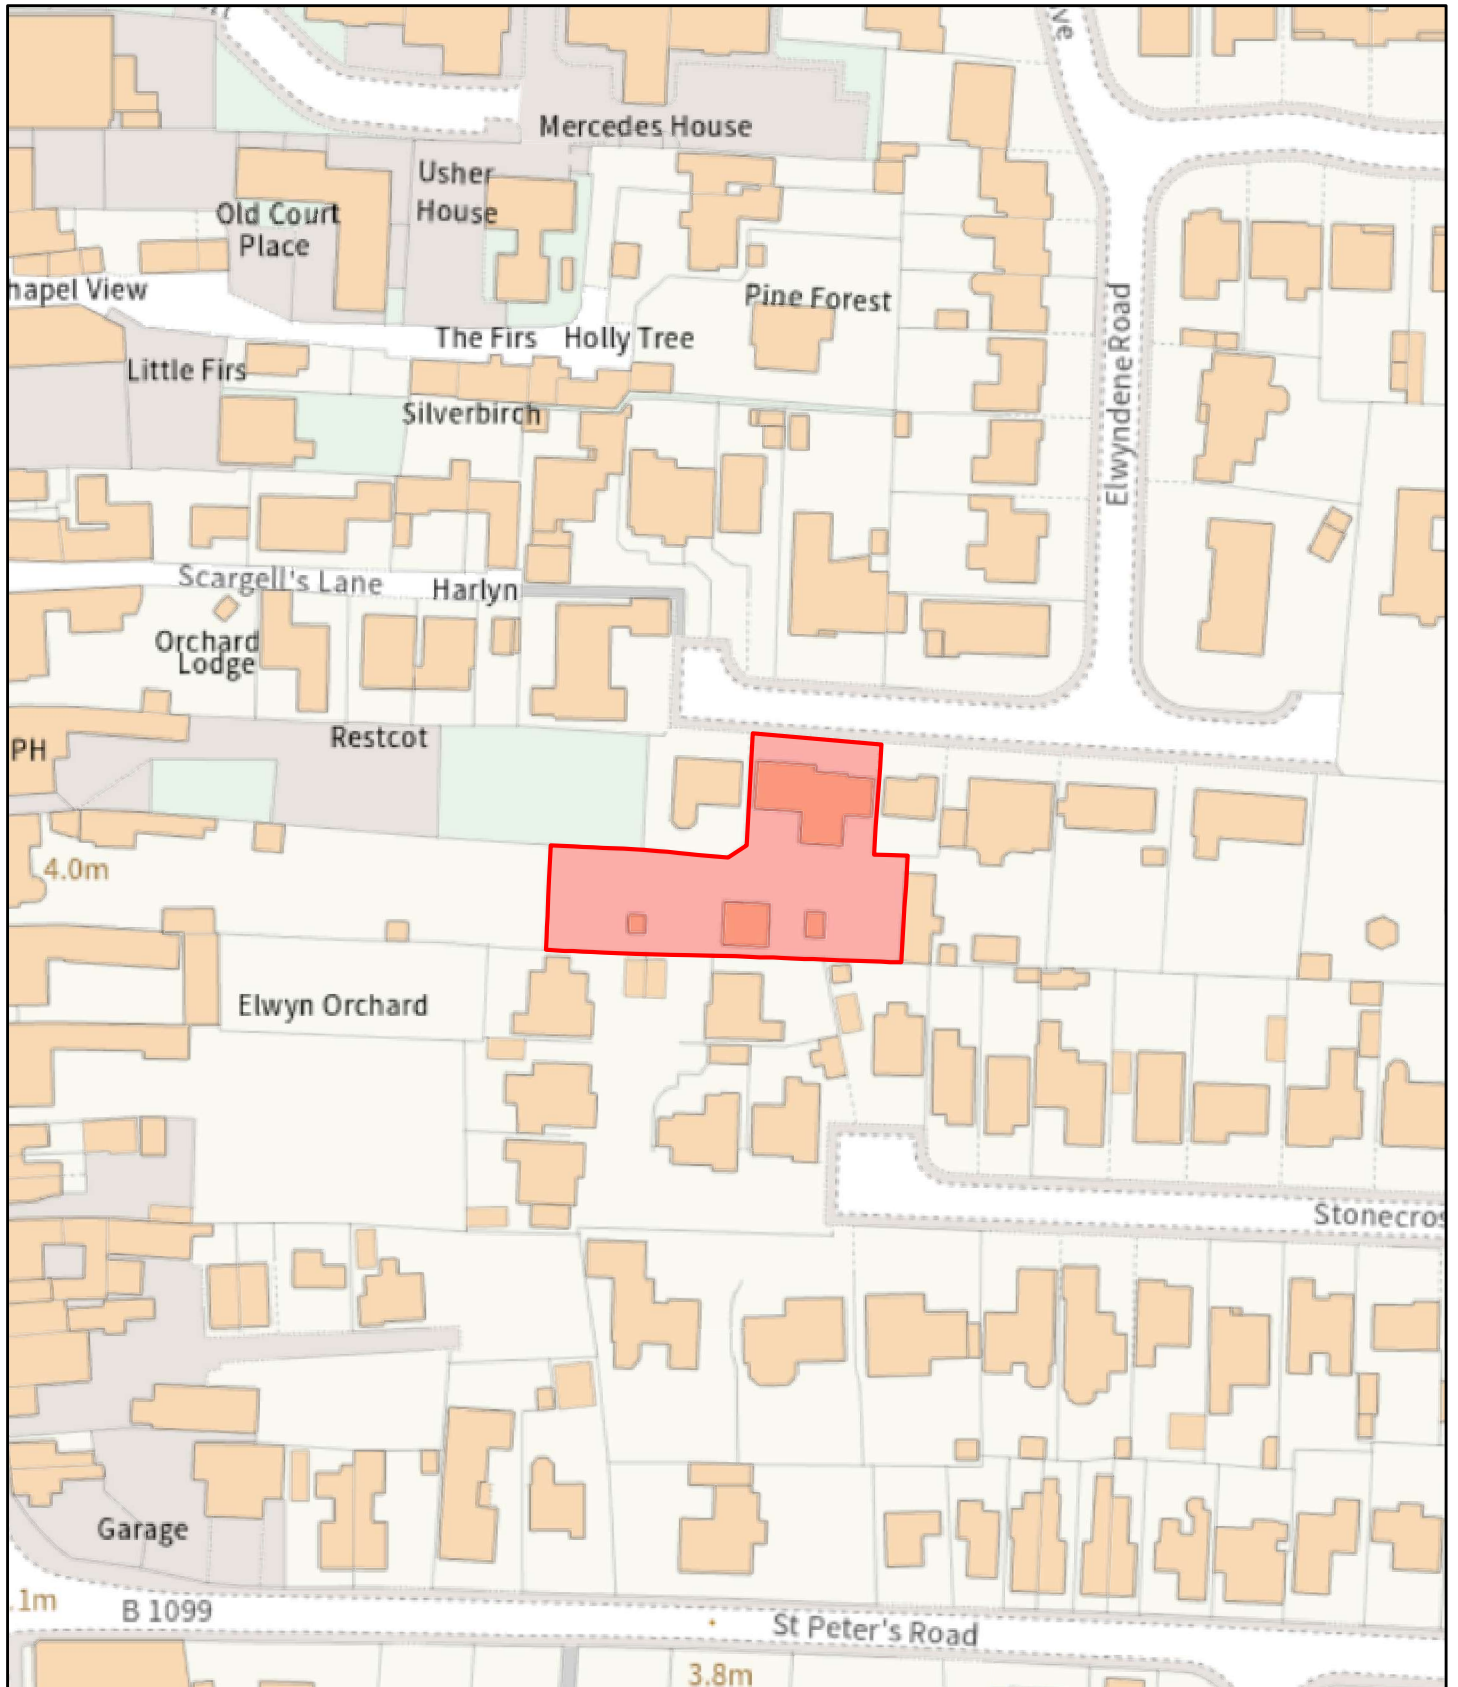 Mercedes House
Usher
House
Old Court
Place
hapel View
Pine Forest
The Firs
Holly Tree
Little Firs
Silverbirch
Elwyndene Road
Scargell's Lane
Harlyn
Orchard
Lodge
Restcot
PH
4.0m
Elwyn Orchard
Stonecros
Garage
1m
B 1099
St Peter's Road
3.8m